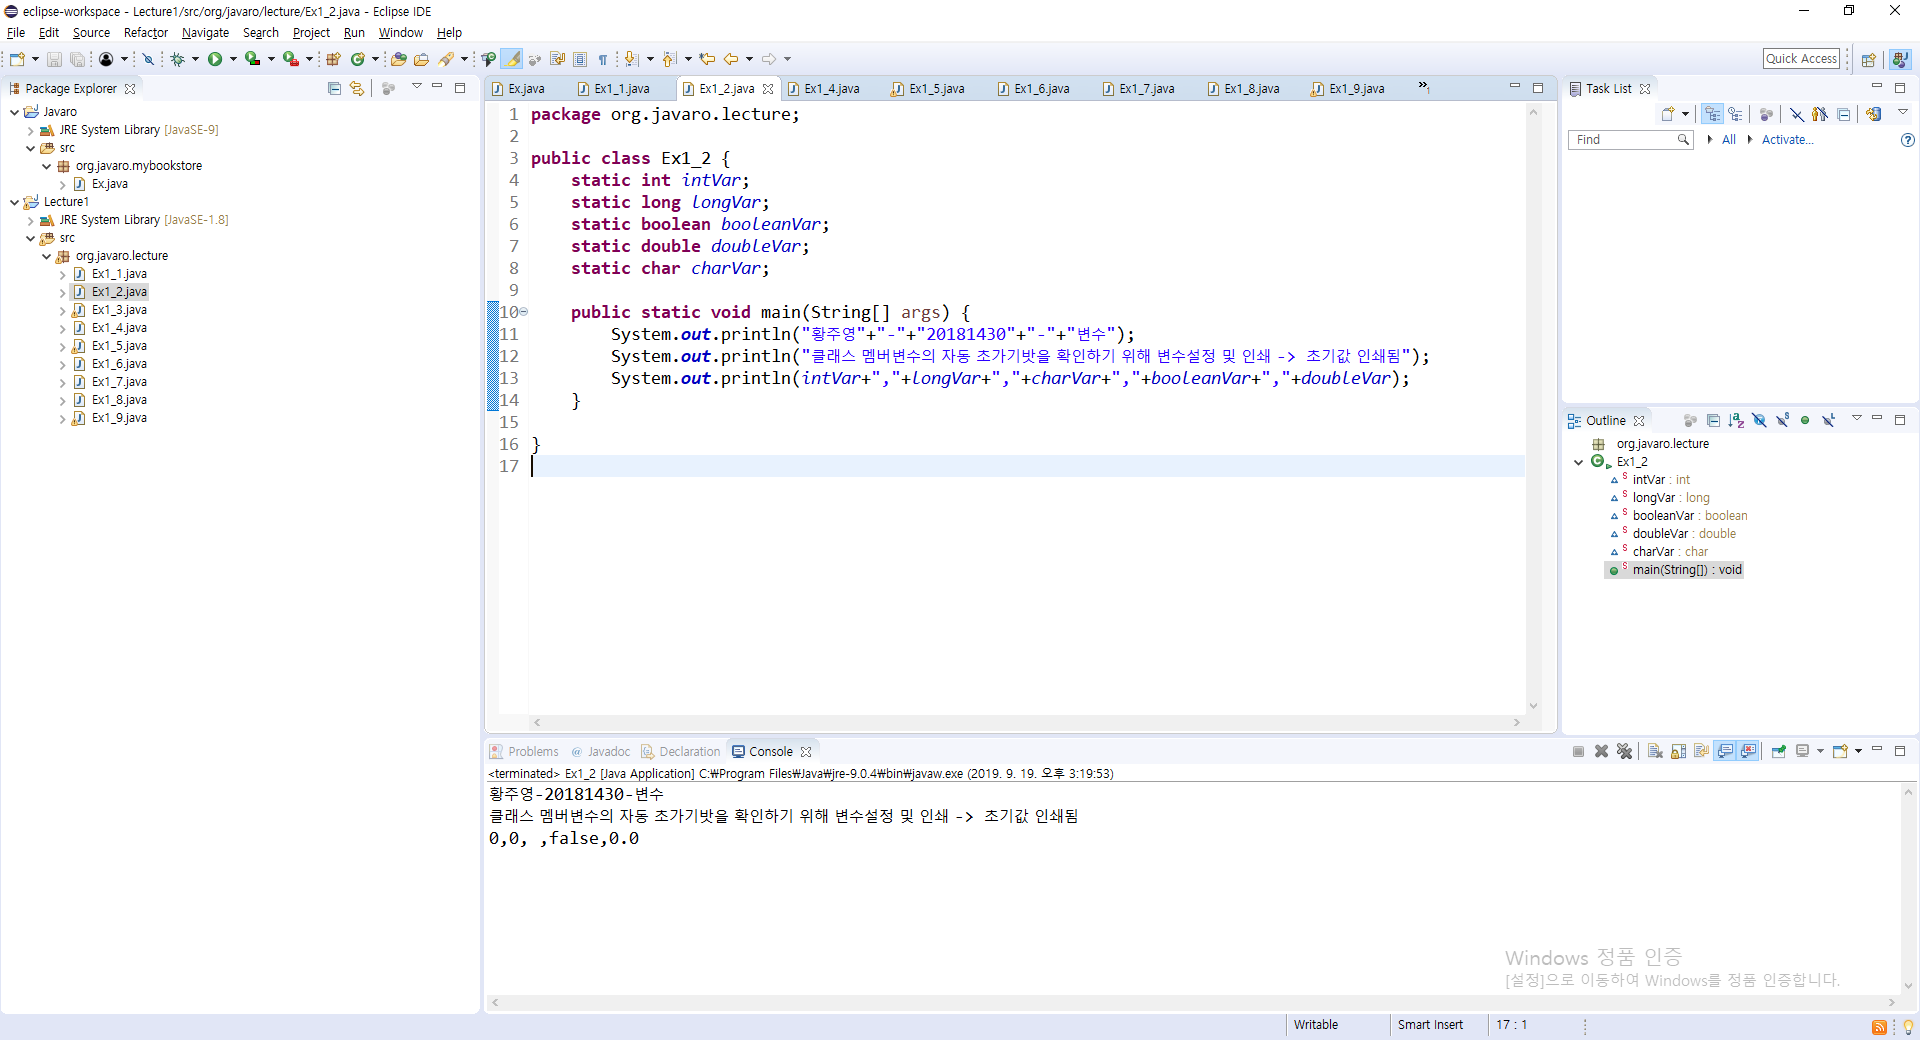 eclipse-workspace - Lecture1/src/org/javaro/lecture/Ex1_2.java - Eclipse IDE
File Edit Source Refactor Navigate Search Project Run Window Help
Quick Access
Package Explorer
Javaro
JRE System Library [JavaSE-9]
src
org.javaro.mybookstore
Ex.java
Lecture1
JRE System Library [JavaSE-1.8]
src
org.javaro.lecture
Ex1_1.java
Ex1_2.java
Ex1_3.java
Ex1_4.java
Ex1_5.java
Ex1_6.java
Ex1_7.java
Ex1_8.java
Ex1_9.java
Ex.java Ex1_1.java Ex1_2.java Ex1_4.java Ex1_5.java Ex1_6.java Ex1_7.java Ex1_8.java Ex1_9.java »1
1 package org.javaro.lecture;
2
3 public class Ex1_2 {
4 static int intVar;
5 static long longVar;
6 static boolean booleanVar;
7 static double doubleVar;
8 static char charVar;
9
10 public static void main(String[] args) {
11 System.out.println("황주영"+"-"+"20181430"+"-"+"변수");
12 System.out.println("클래스 멤버변수의 자동 초가기밧을 확인하기 위해 변수설정 및 인쇄 -> 초기값 인쇄됨");
13 System.out.println(intVar+","+longVar+","+charVar+","+booleanVar+","+doubleVar);
14 }
15
16 }
17
Task List
Find All Activate...
Outline
org.javaro.lecture
Ex1_2
intVar : int
longVar : long
booleanVar : boolean
doubleVar : double
charVar : char
main(String[]) : void
Problems @ Javadoc Declaration Console
<terminated> Ex1_2 [Java Application] C:₩Program Files₩Java₩jre-9.0.4₩bin₩javaw.exe (2019. 9. 19. 오후 3:19:53)
황주영-20181430-변수
클래스 멤버변수의 자동 초가기밧을 확인하기 위해 변수설정 및 인쇄 -> 초기값 인쇄됨
0,0, ,false,0.0
Windows 정품 인증
[설정]으로 이동하여 Windows를 정품 인증합니다.
Writable Smart Insert 17 : 1